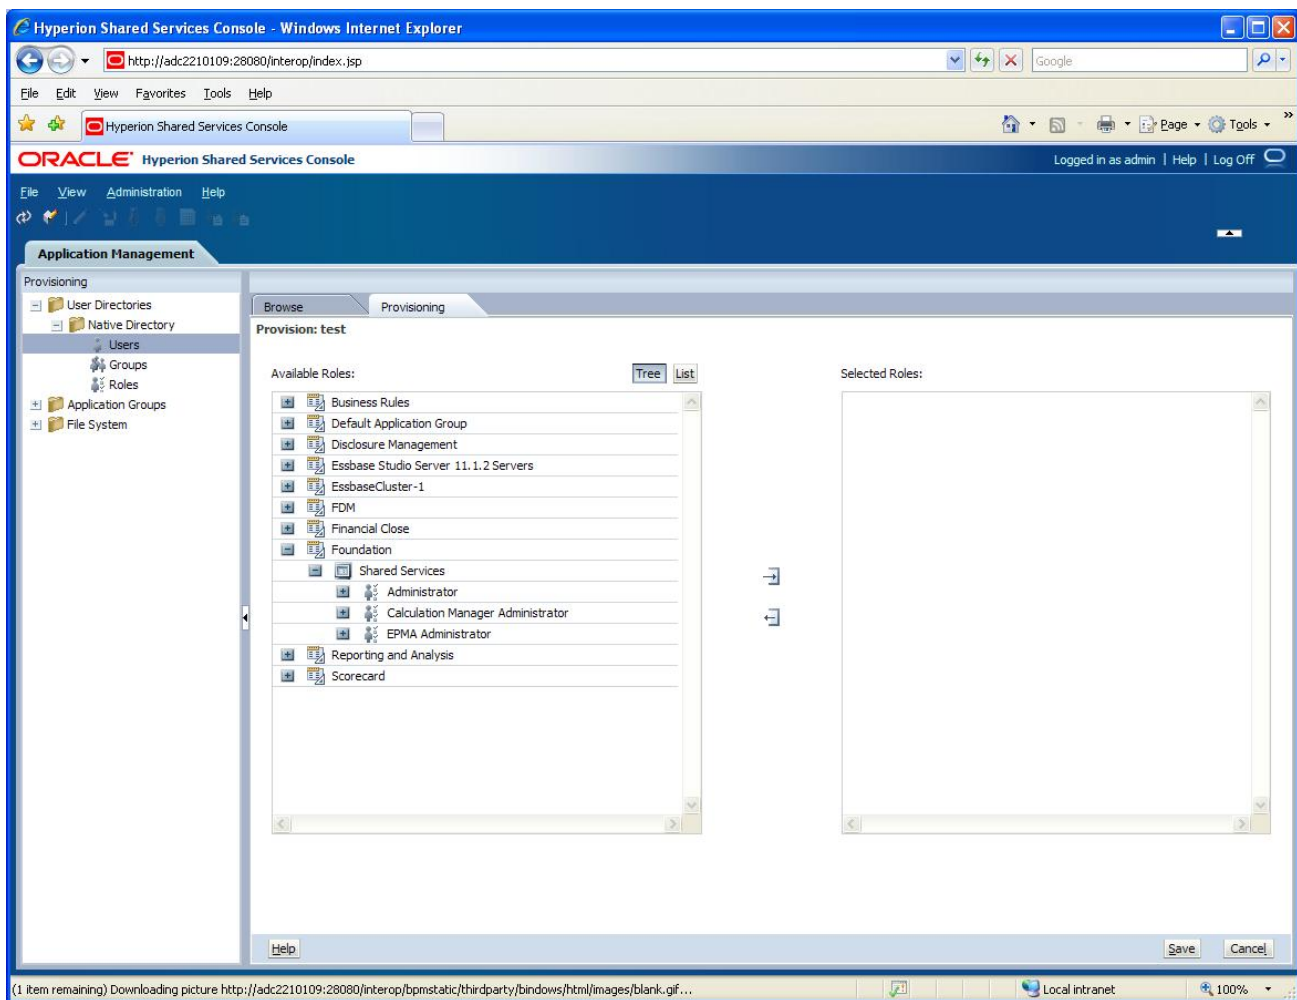 Hyperion Shared Services Console - Windows Internet Explorer
http://adc2210109:28080/interop/index.jsp
Google
File Edit View Favorites Tools Help
Hyperion Shared Services Console
Page Tools »
ORACLE Hyperion Shared Services Console
Logged in as admin | Help | Log Off
File View Administration Help
Application Management
Provisioning
User Directories
Native Directory
Users
Groups
Roles
Application Groups
File System
Browse Provisioning
Provision: test
Available Roles: Tree List Selected Roles:
Business Rules
Default Application Group
Disclosure Management
Essbase Studio Server 11.1.2 Servers
EssbaseCluster-1
FDM
Financial Close
Foundation
Shared Services
Administrator
Calculation Manager Administrator
EPMA Administrator
Reporting and Analysis
Scorecard
Help Save Cancel
(1 item remaining) Downloading picture http://adc2210109:28080/interop/bpmstatic/thirdparty/bindows/html/images/blank.gif... Local intranet 100%